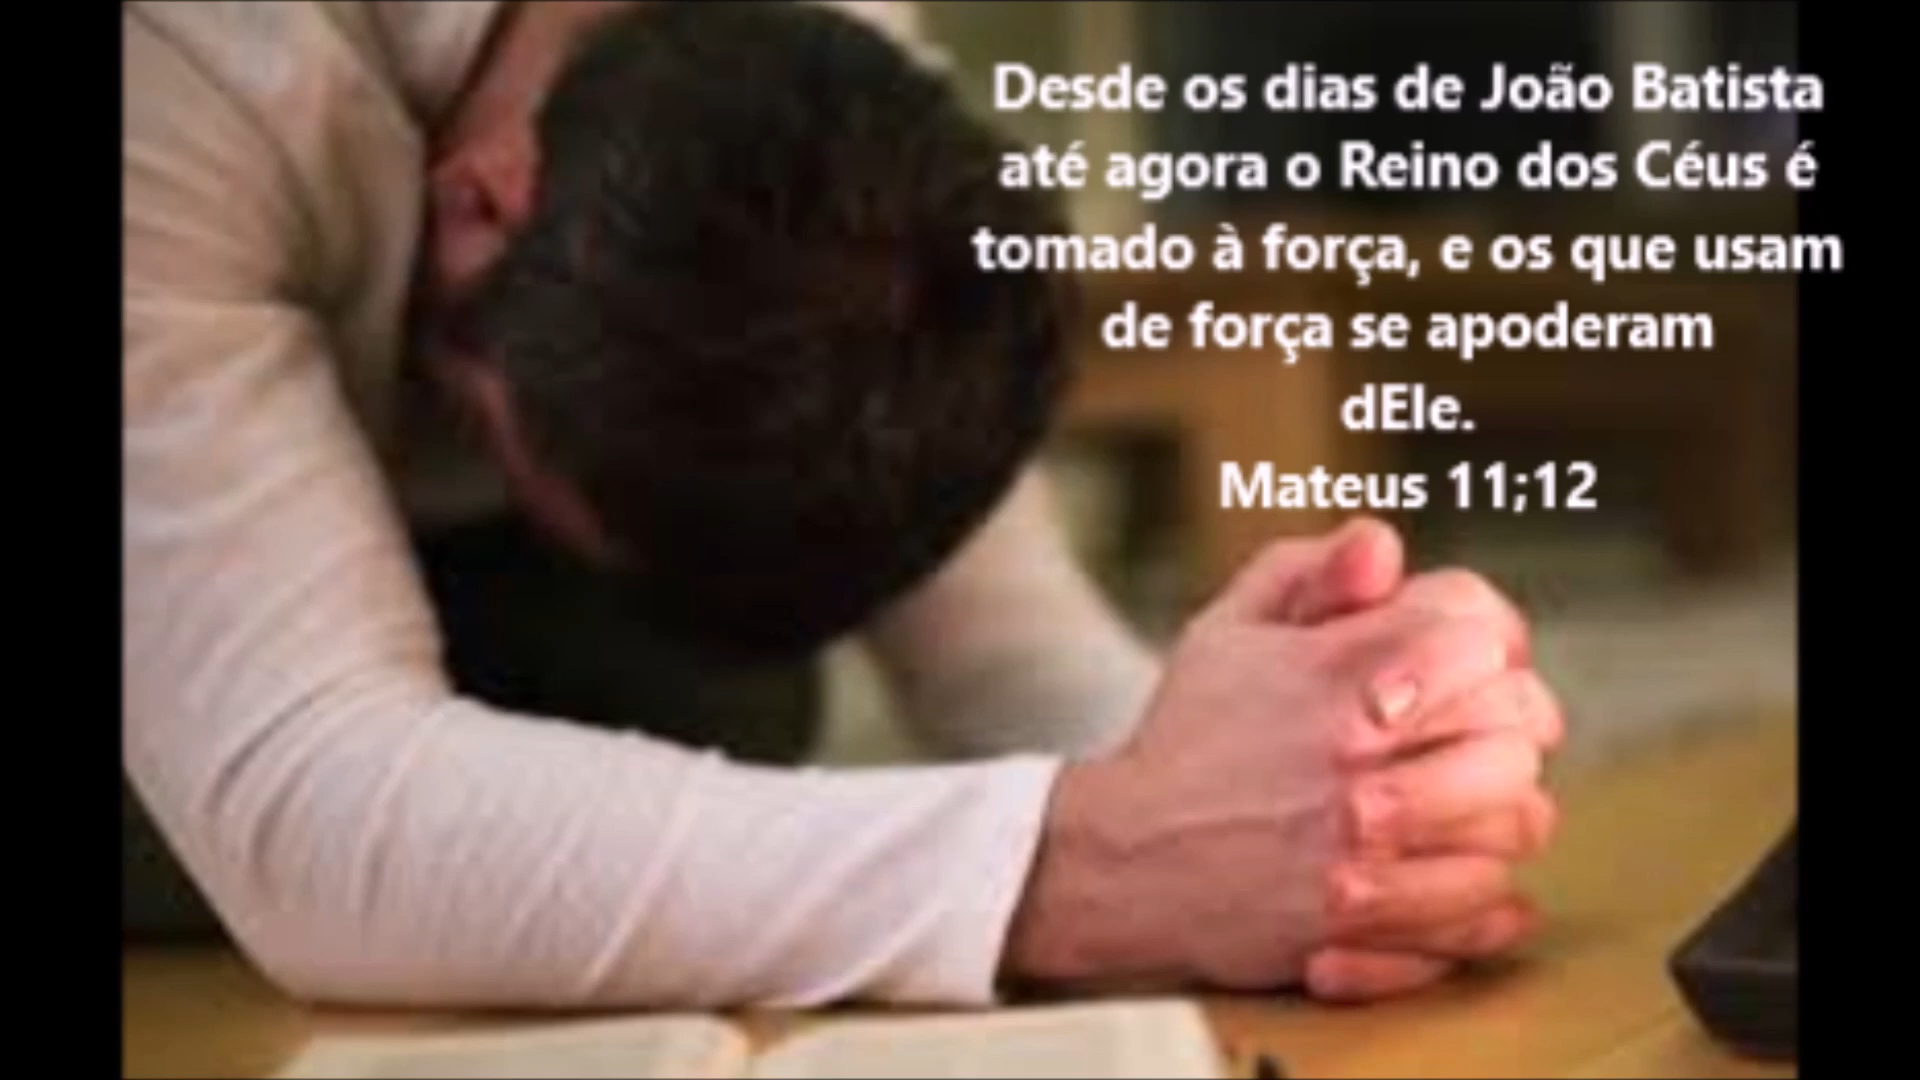 Desde os dias de João Batista
até agora o Reino dos Céus é
tomado à força, e os que usam
de força se apoderam
dEle.
Mateus 11;12